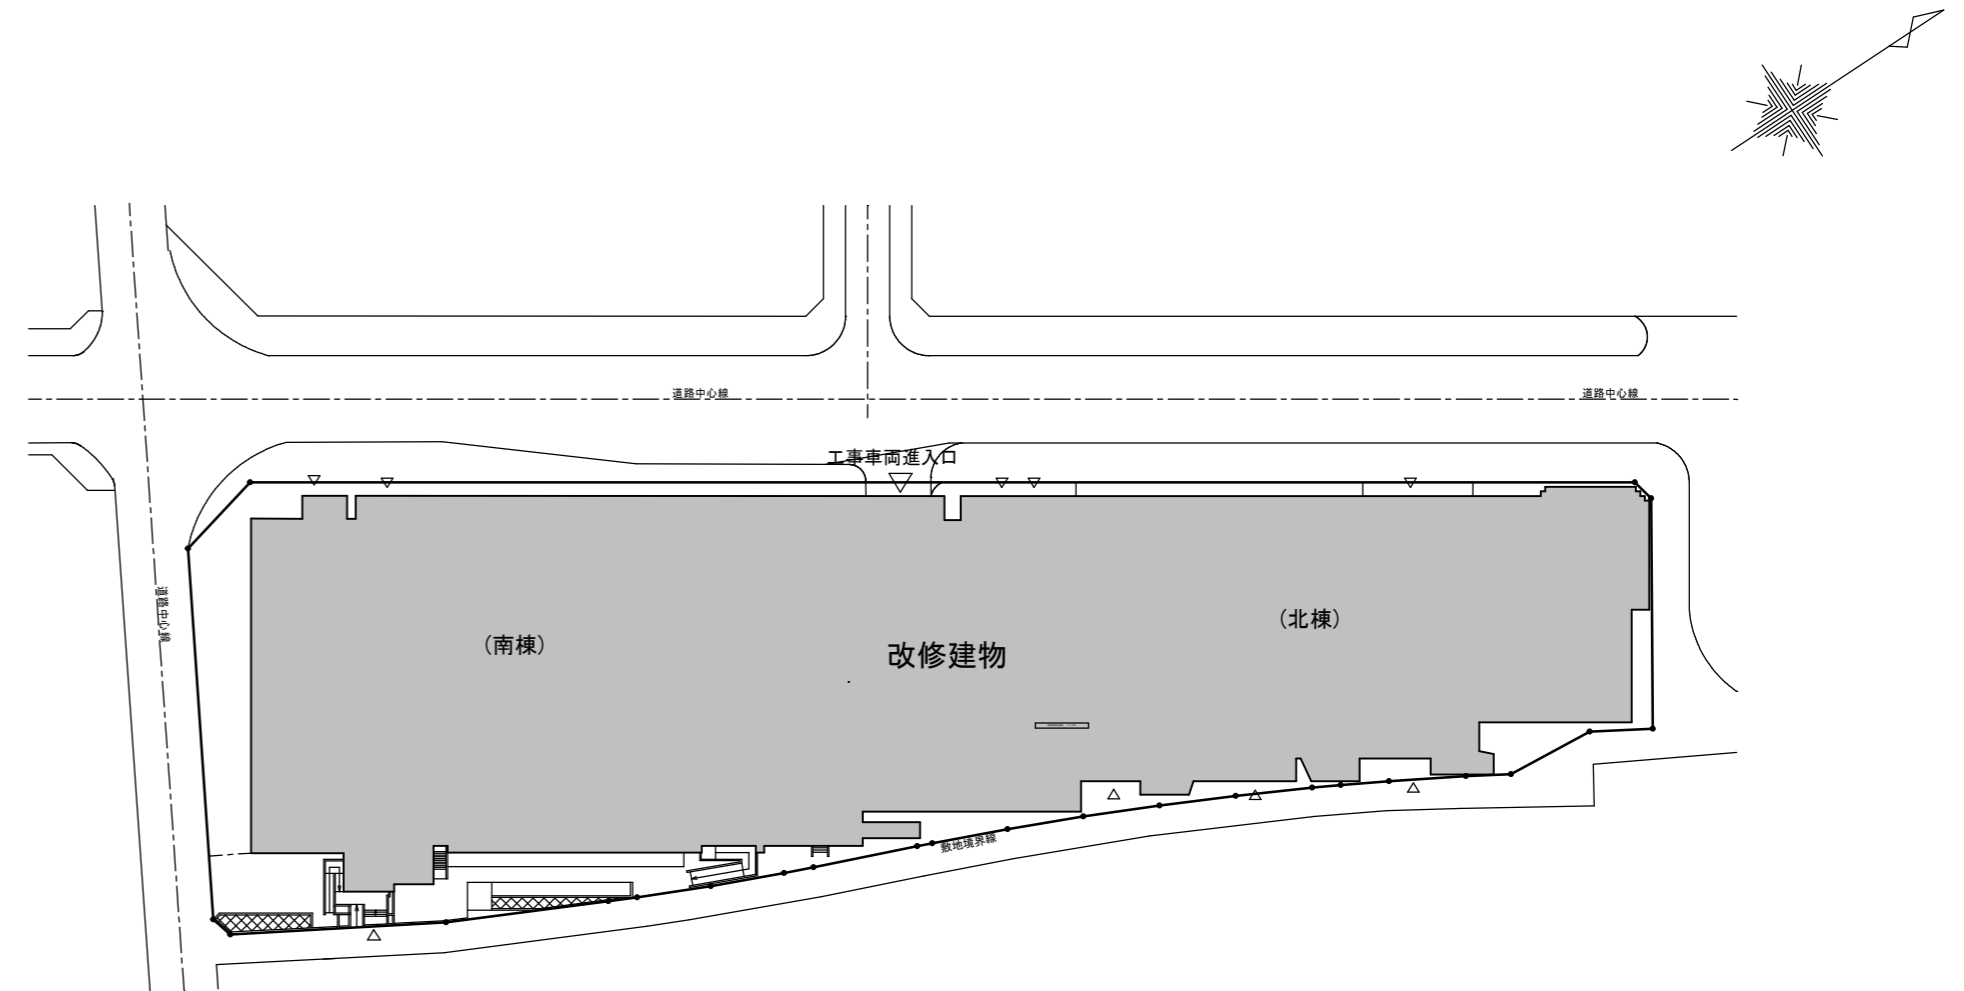 道路中心線
道路中心線
工事車両進入口
道路中心線
(北棟)
(南棟)
改修建物
敷地境界線